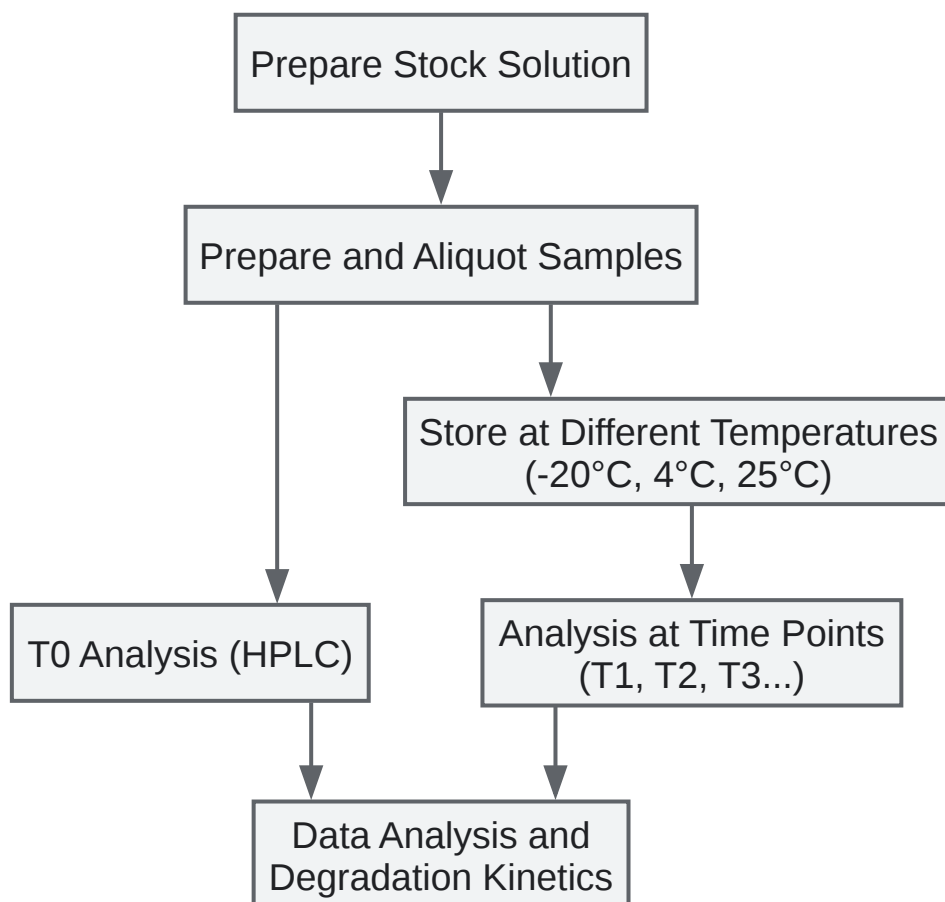 Prepare Stock Solution
Prepare and Aliquot Samples
Store at Different Temperatures
(-20°C, 4°C, 25°C)
T0 Analysis (HPLC)
Analysis at Time Points
(T1, T2, T3...)
Data Analysis and
Degradation Kinetics